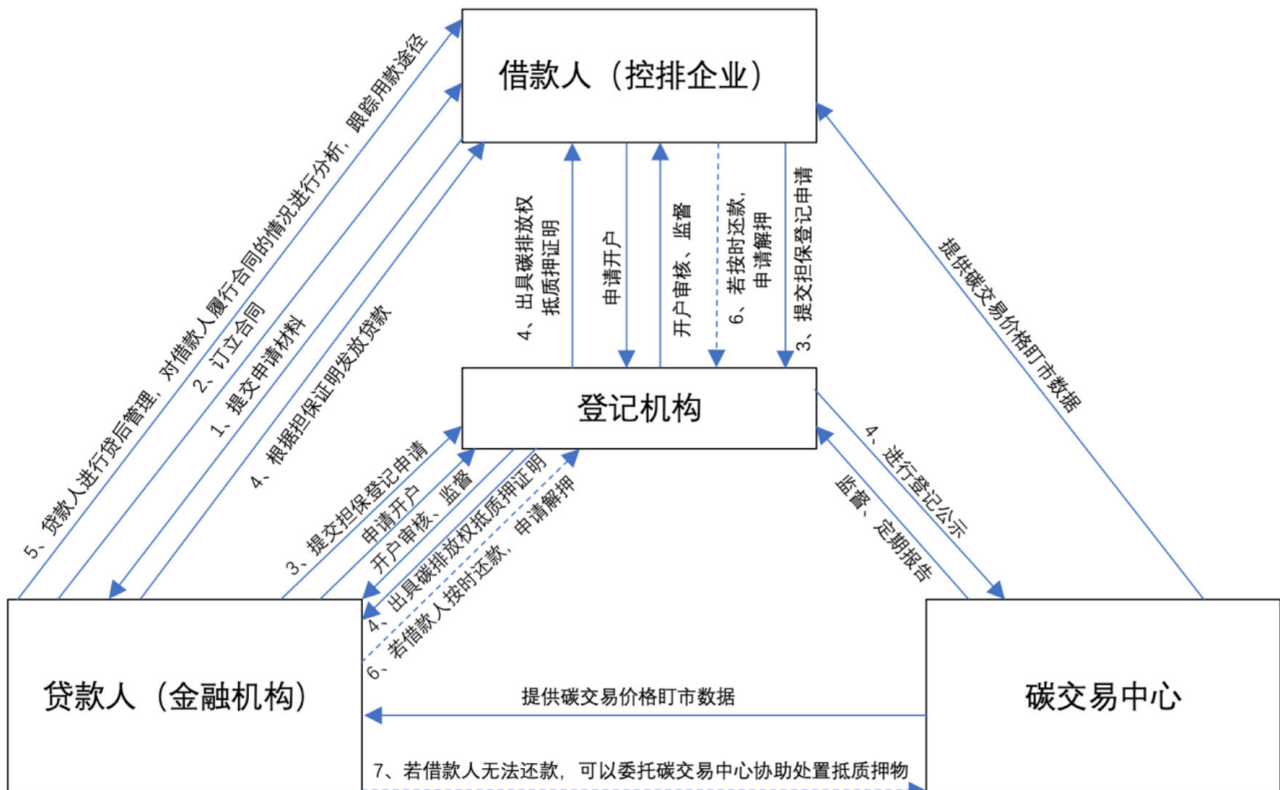 借款人（控排企业）
5、贷款人进行贷后管理，对借款人履行合同的情况进行分析，跟踪用款途径
2、订立合同
1、提交申请材料
4、根据担保证明发放贷款
4、出具碳排放权
抵质押证明
申请开户
开户审核、监督
6、若按时还款，
申请解押
3、提交担保登记申请
提供碳交易价格盯市数据
登记机构
3、提交担保登记申请
申请开户
开户审核、监督
4、出具碳排放权抵质押证明
6、若借款人按时还款，申请解押
4、进行登记公示
监督、定期报告
贷款人（金融机构）
提供碳交易价格盯市数据
碳交易中心
7、若借款人无法还款，可以委托碳交易中心协助处置抵质押物